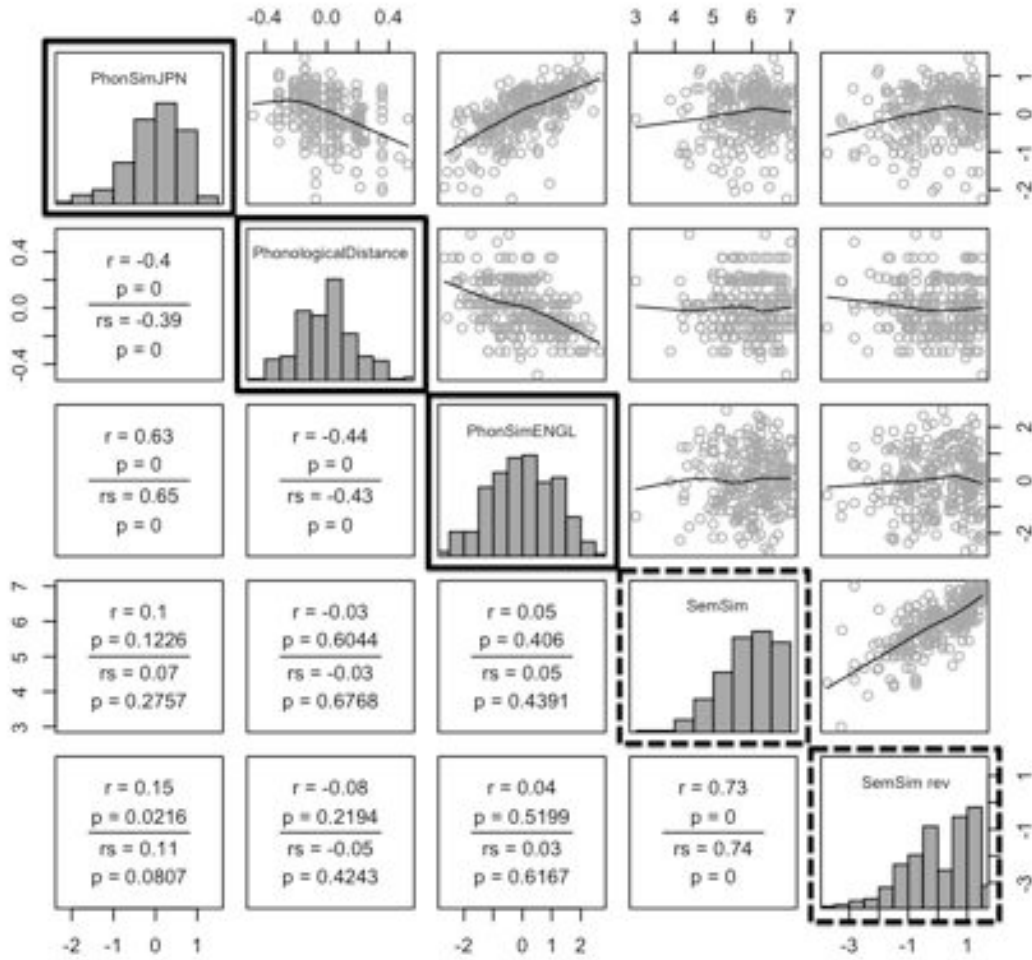 -0.4 0.0 0.4 3 4 5 6 7
PhonSimJPN
-2 -1 0 1
-0.4 0.0 0.4
r = -0.4
p = 0
rs = -0.39
p = 0
PhonologicalDistance
r = 0.63
p = 0
rs = 0.65
p = 0
r = -0.44
p = 0
rs = -0.43
p = 0
PhonSimENGL
-2 0 2
3 4 5 6 7
r = 0.1
p = 0.1226
rs = 0.07
p = 0.2757
r = -0.03
p = 0.6044
rs = -0.03
p = 0.6768
r = 0.05
p = 0.406
rs = 0.05
p = 0.4391
SemSim
r = 0.15
p = 0.0216
rs = 0.11
p = 0.0807
r = -0.08
p = 0.2194
rs = -0.05
p = 0.4243
r = 0.04
p = 0.5199
rs = 0.03
p = 0.6167
r = 0.73
p = 0
rs = 0.74
p = 0
SemSim rev
-3 -1 1
-2 -1 0 1 -2 0 1 2 -3 -1 1